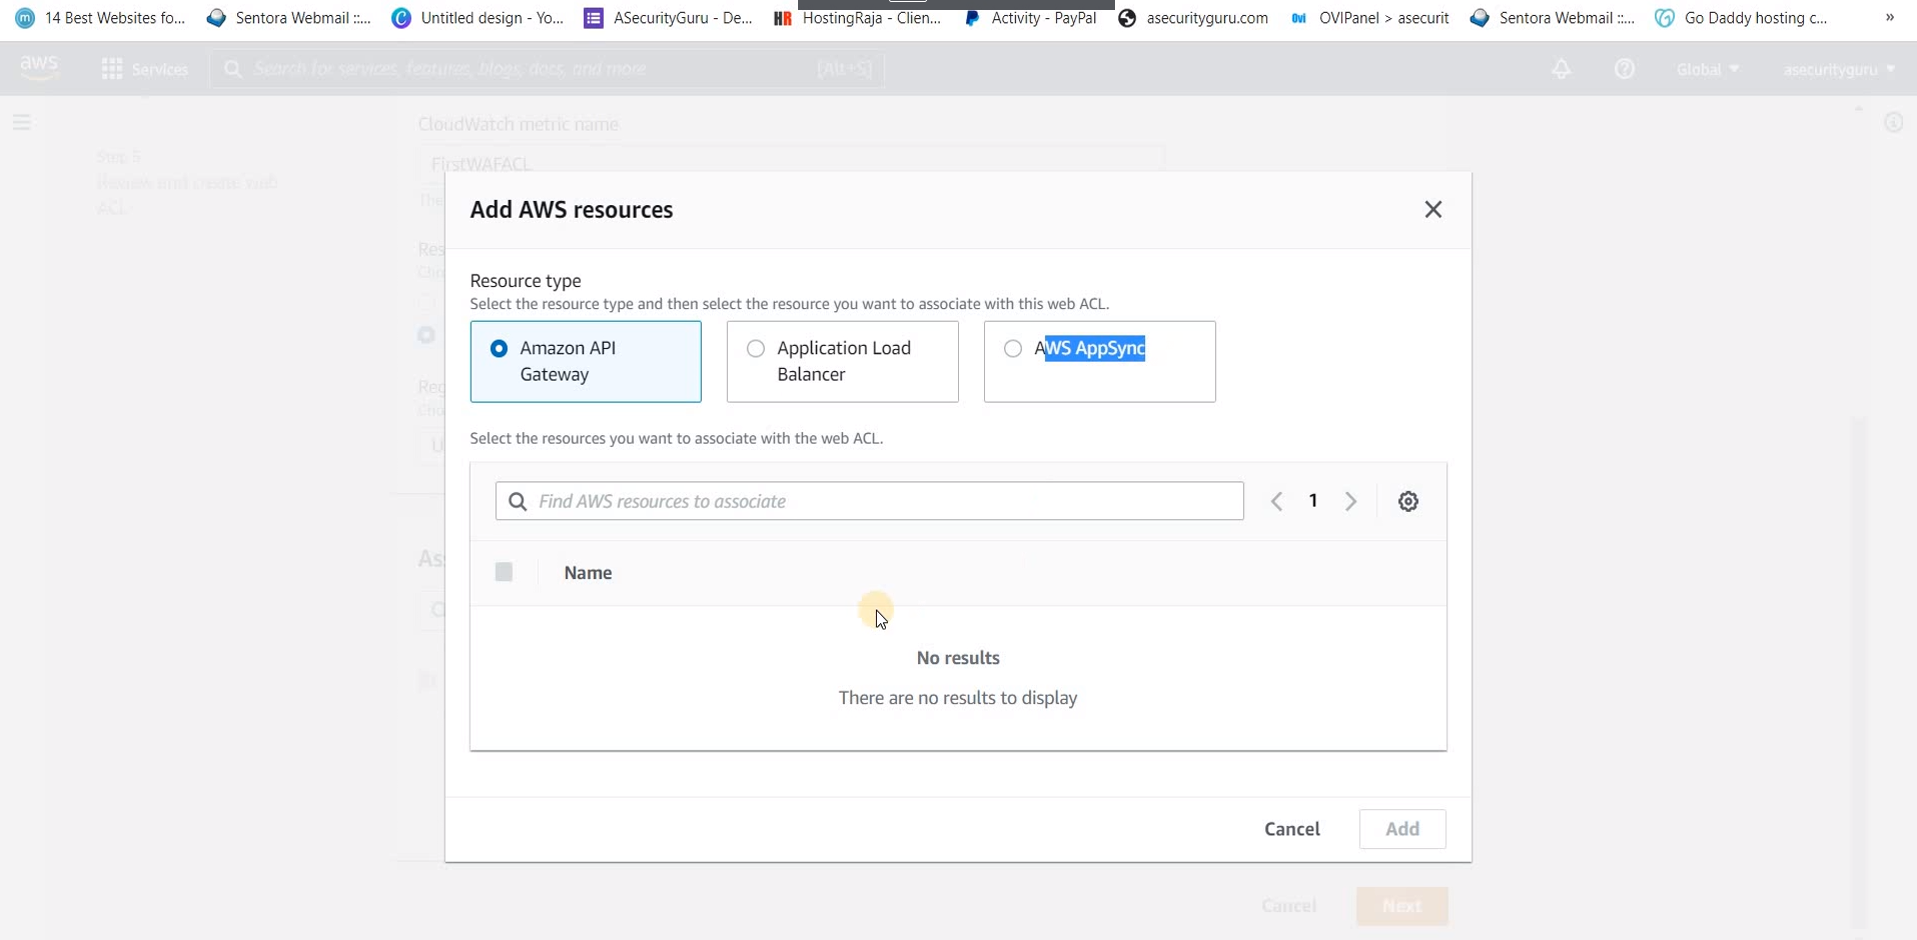 14 Best Websites fo...
Sentora Webmail ::...
Untitled design - Yo...
ASecurityGuru - De...
HostingRaja - Clien...
Activity - PayPal
asecurityguru.com
OVIPanel > asecurit
Sentora Webmail ::...
Go Daddy hosting c...
»
aws
Services
Search for services, features, blogs, docs, and more
[Alt+S]
Global
asecurityguru
CloudWatch metric name
FirstWAFACL
Step 5
Review and create web
ACL
Add AWS resources
Resource type
Select the resource type and then select the resource you want to associate with this web ACL.
Amazon API
Gateway
Application Load
Balancer
AWS AppSync
Select the resources you want to associate with the web ACL.
Find AWS resources to associate
1
Name
No results
There are no results to display
Cancel
Add
Cancel
Next